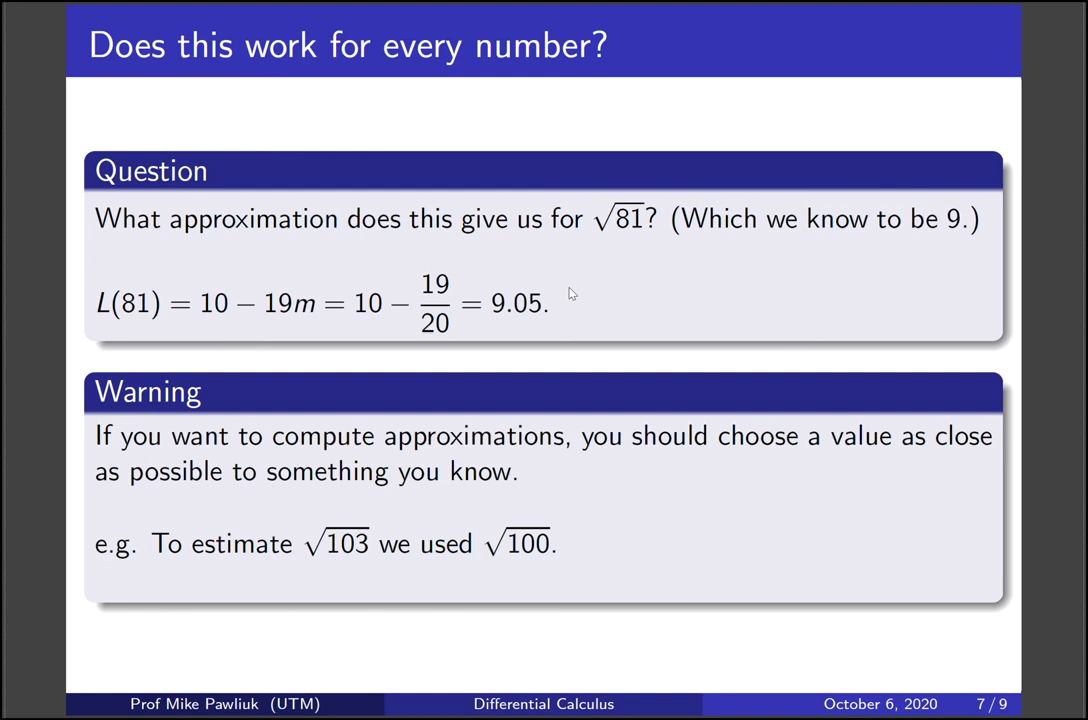 Does this work for every number?
Question
What approximation does this give us for √81? (Which we know to be 9.)
L(81) = 10 − 19m = 10 − 19/20 = 9.05.
Warning
If you want to compute approximations, you should choose a value as close
as possible to something you know.
e.g. To estimate √103 we used √100.
Prof Mike Pawliuk (UTM) Differential Calculus October 6, 2020 7 / 9